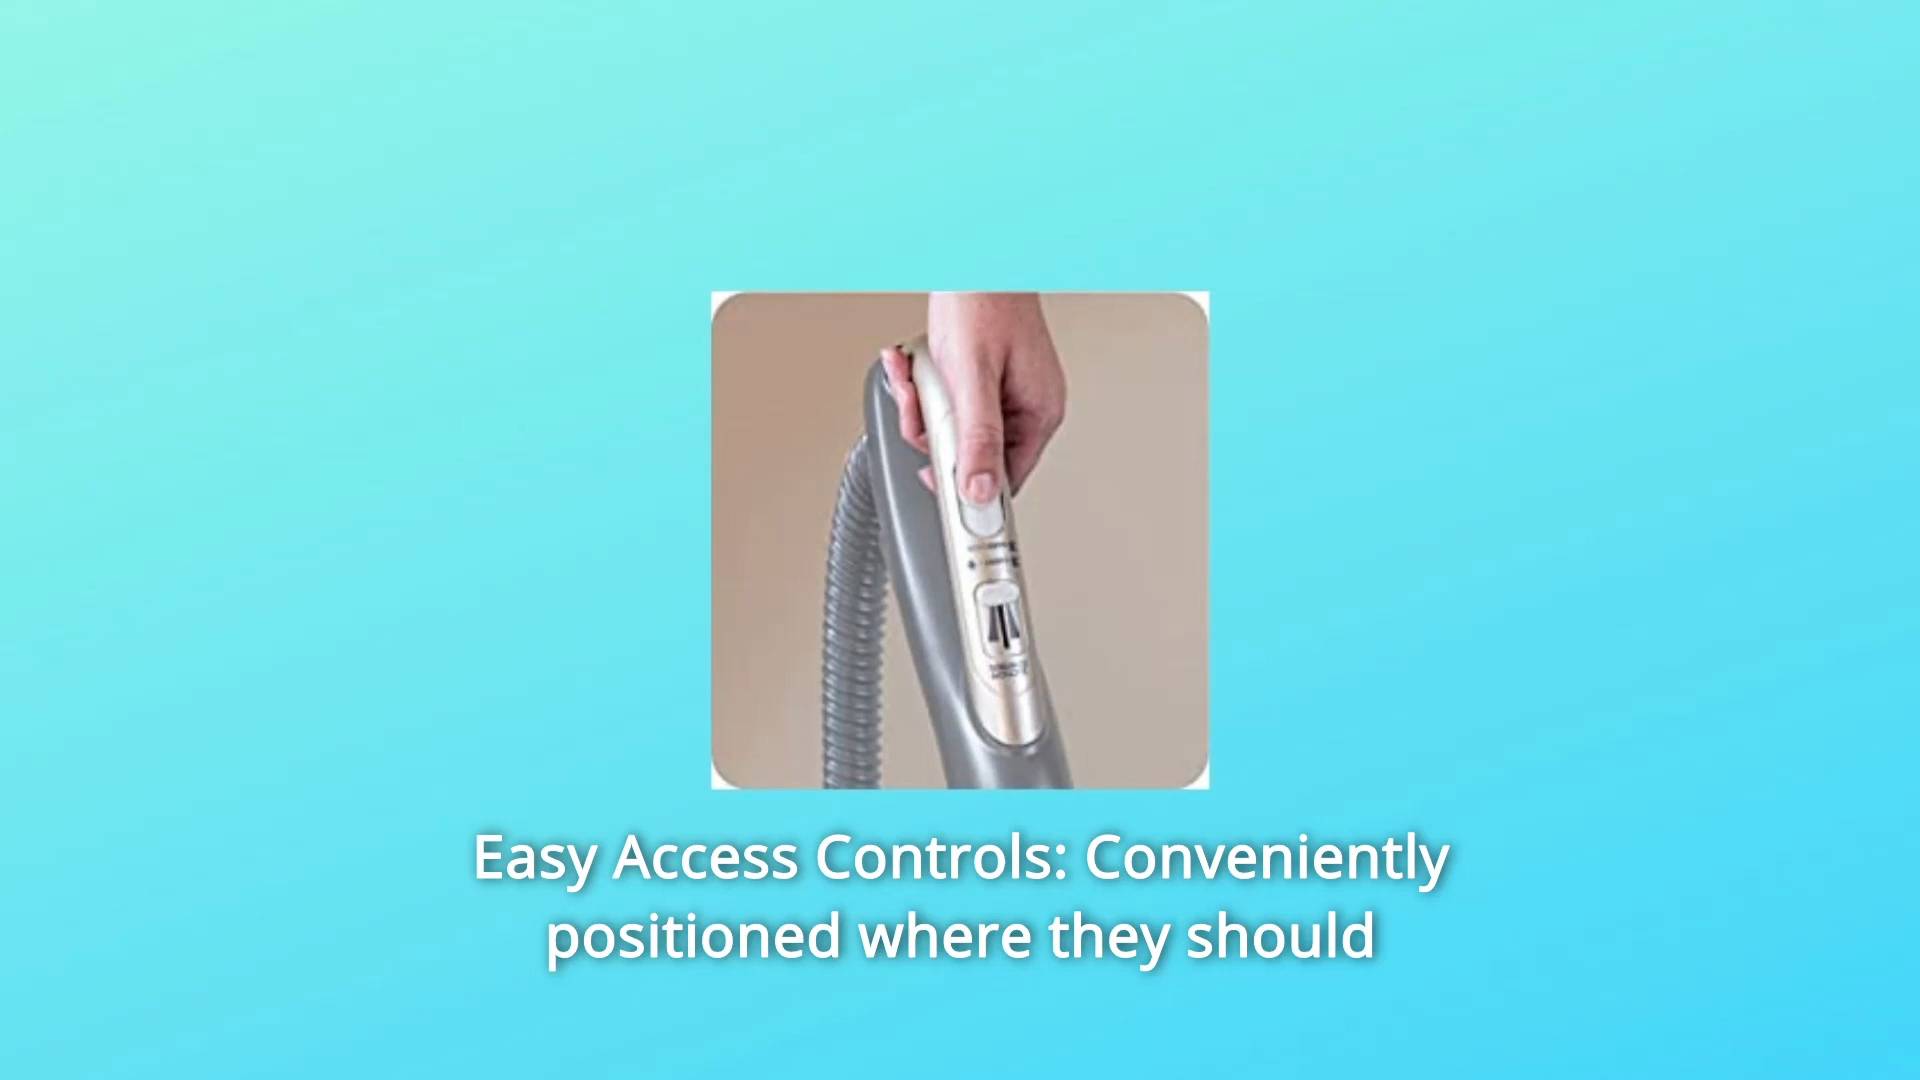 Easy Access Controls: Conveniently
positioned where they should